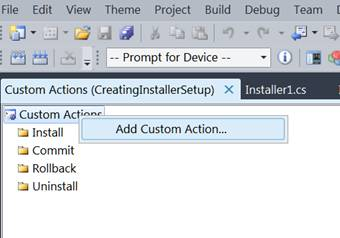 File Edit View Theme Project Build Debug Team D
-- Prompt for Device --
Custom Actions (CreatingInstallerSetup) Installer1.cs
Custom Actions
Add Custom Action...
Install
Commit
Rollback
Uninstall